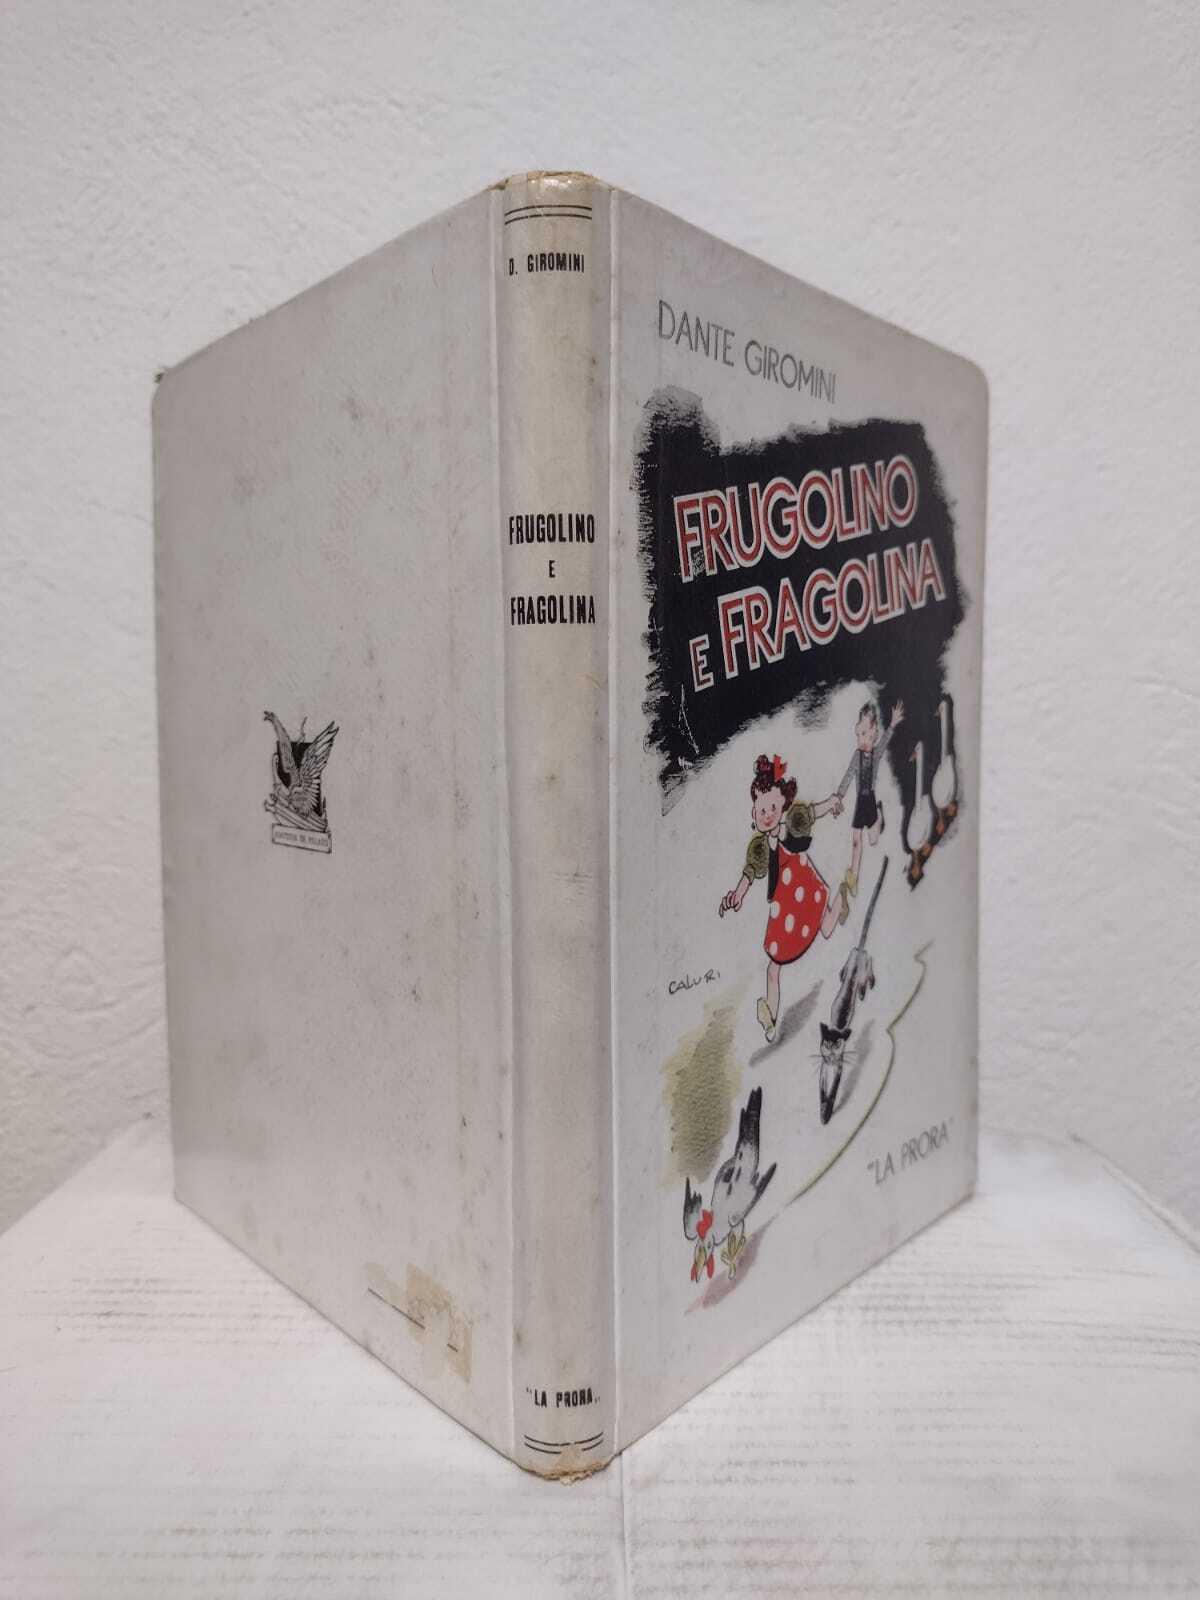 D. GIROMINI
FRUGOLINO
E
FRAGOLINA
"LA PRORA"
DANTE GIROMINI
FRUGOLINO
E FRAGOLINA
CALURI
"LA PRORA"